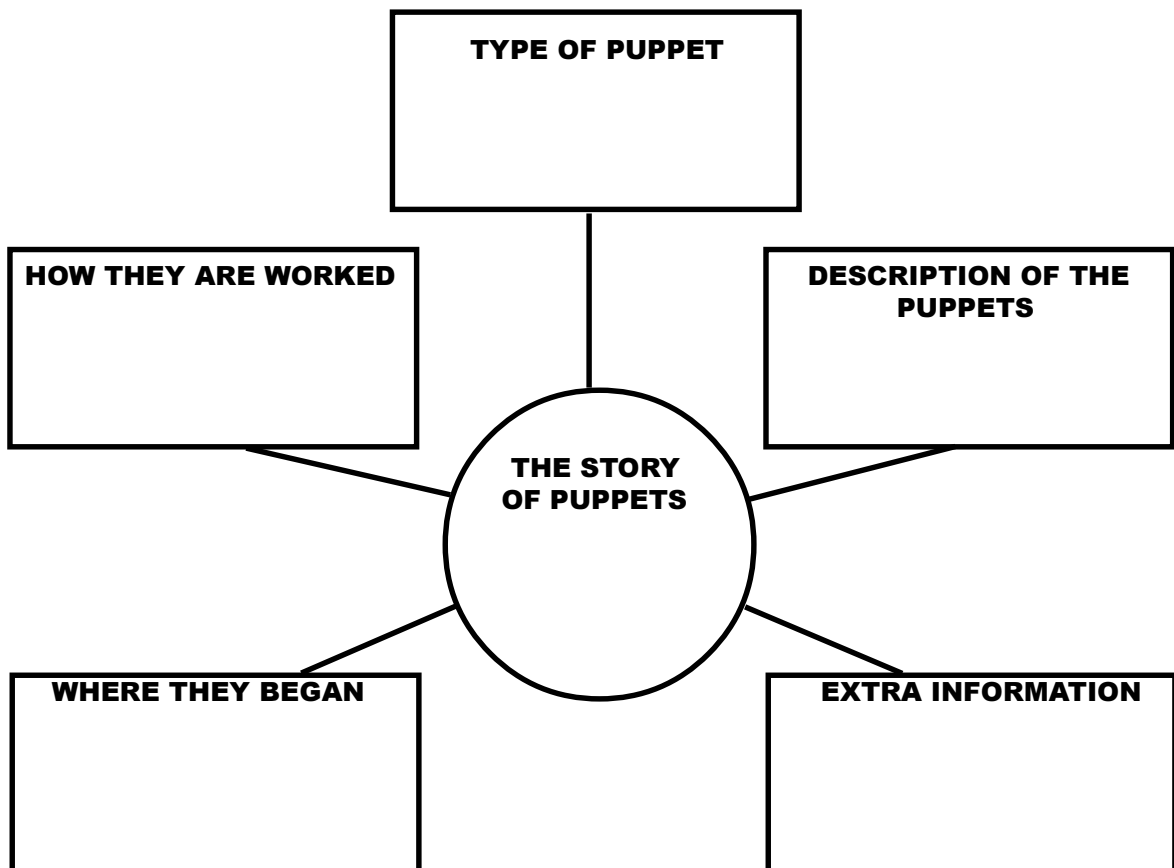 TYPE OF PUPPET
HOW THEY ARE WORKED
DESCRIPTION OF THE
PUPPETS
THE STORY
OF PUPPETS
WHERE THEY BEGAN
EXTRA INFORMATION